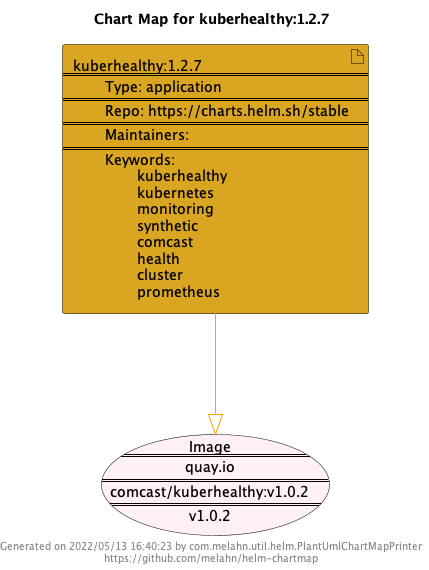 Chart Map for kuberhealthy:1.2.7
kuberhealthy:1.2.7
Type: application
Repo: https://charts.helm.sh/stable
Maintainers:
Keywords:
kuberhealthy
kubernetes
monitoring
synthetic
comcast
health
cluster
prometheus
Image
quay.io
comcast/kuberhealthy:v1.0.2
v1.0.2
Generated on 2022/05/13 16:40:23 by com.melahn.util.helm.PlantUmlChartMapPrinter
https://github.com/melahn/helm-chartmap